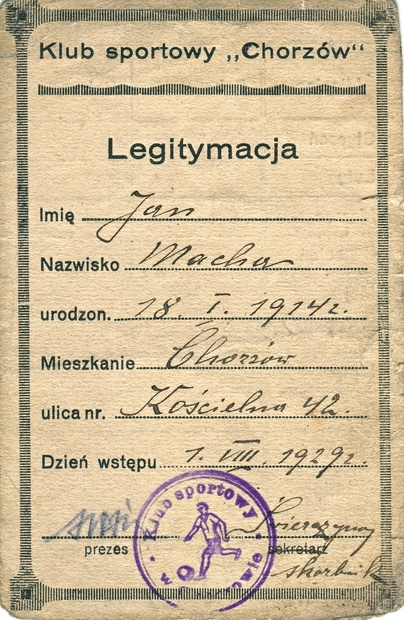 Klub sportowy „Chorzów"
Legitymacja
Imię Jan
Nazwisko Macha
urodzon. 18. I. 1914 r.
Mieszkanie Chorzów
ulica nr. Kościelna 42.
Dzień wstępu 1. VIII 1929 r.
Klub sportowy
w
prezes
sekretarz
skarbnik